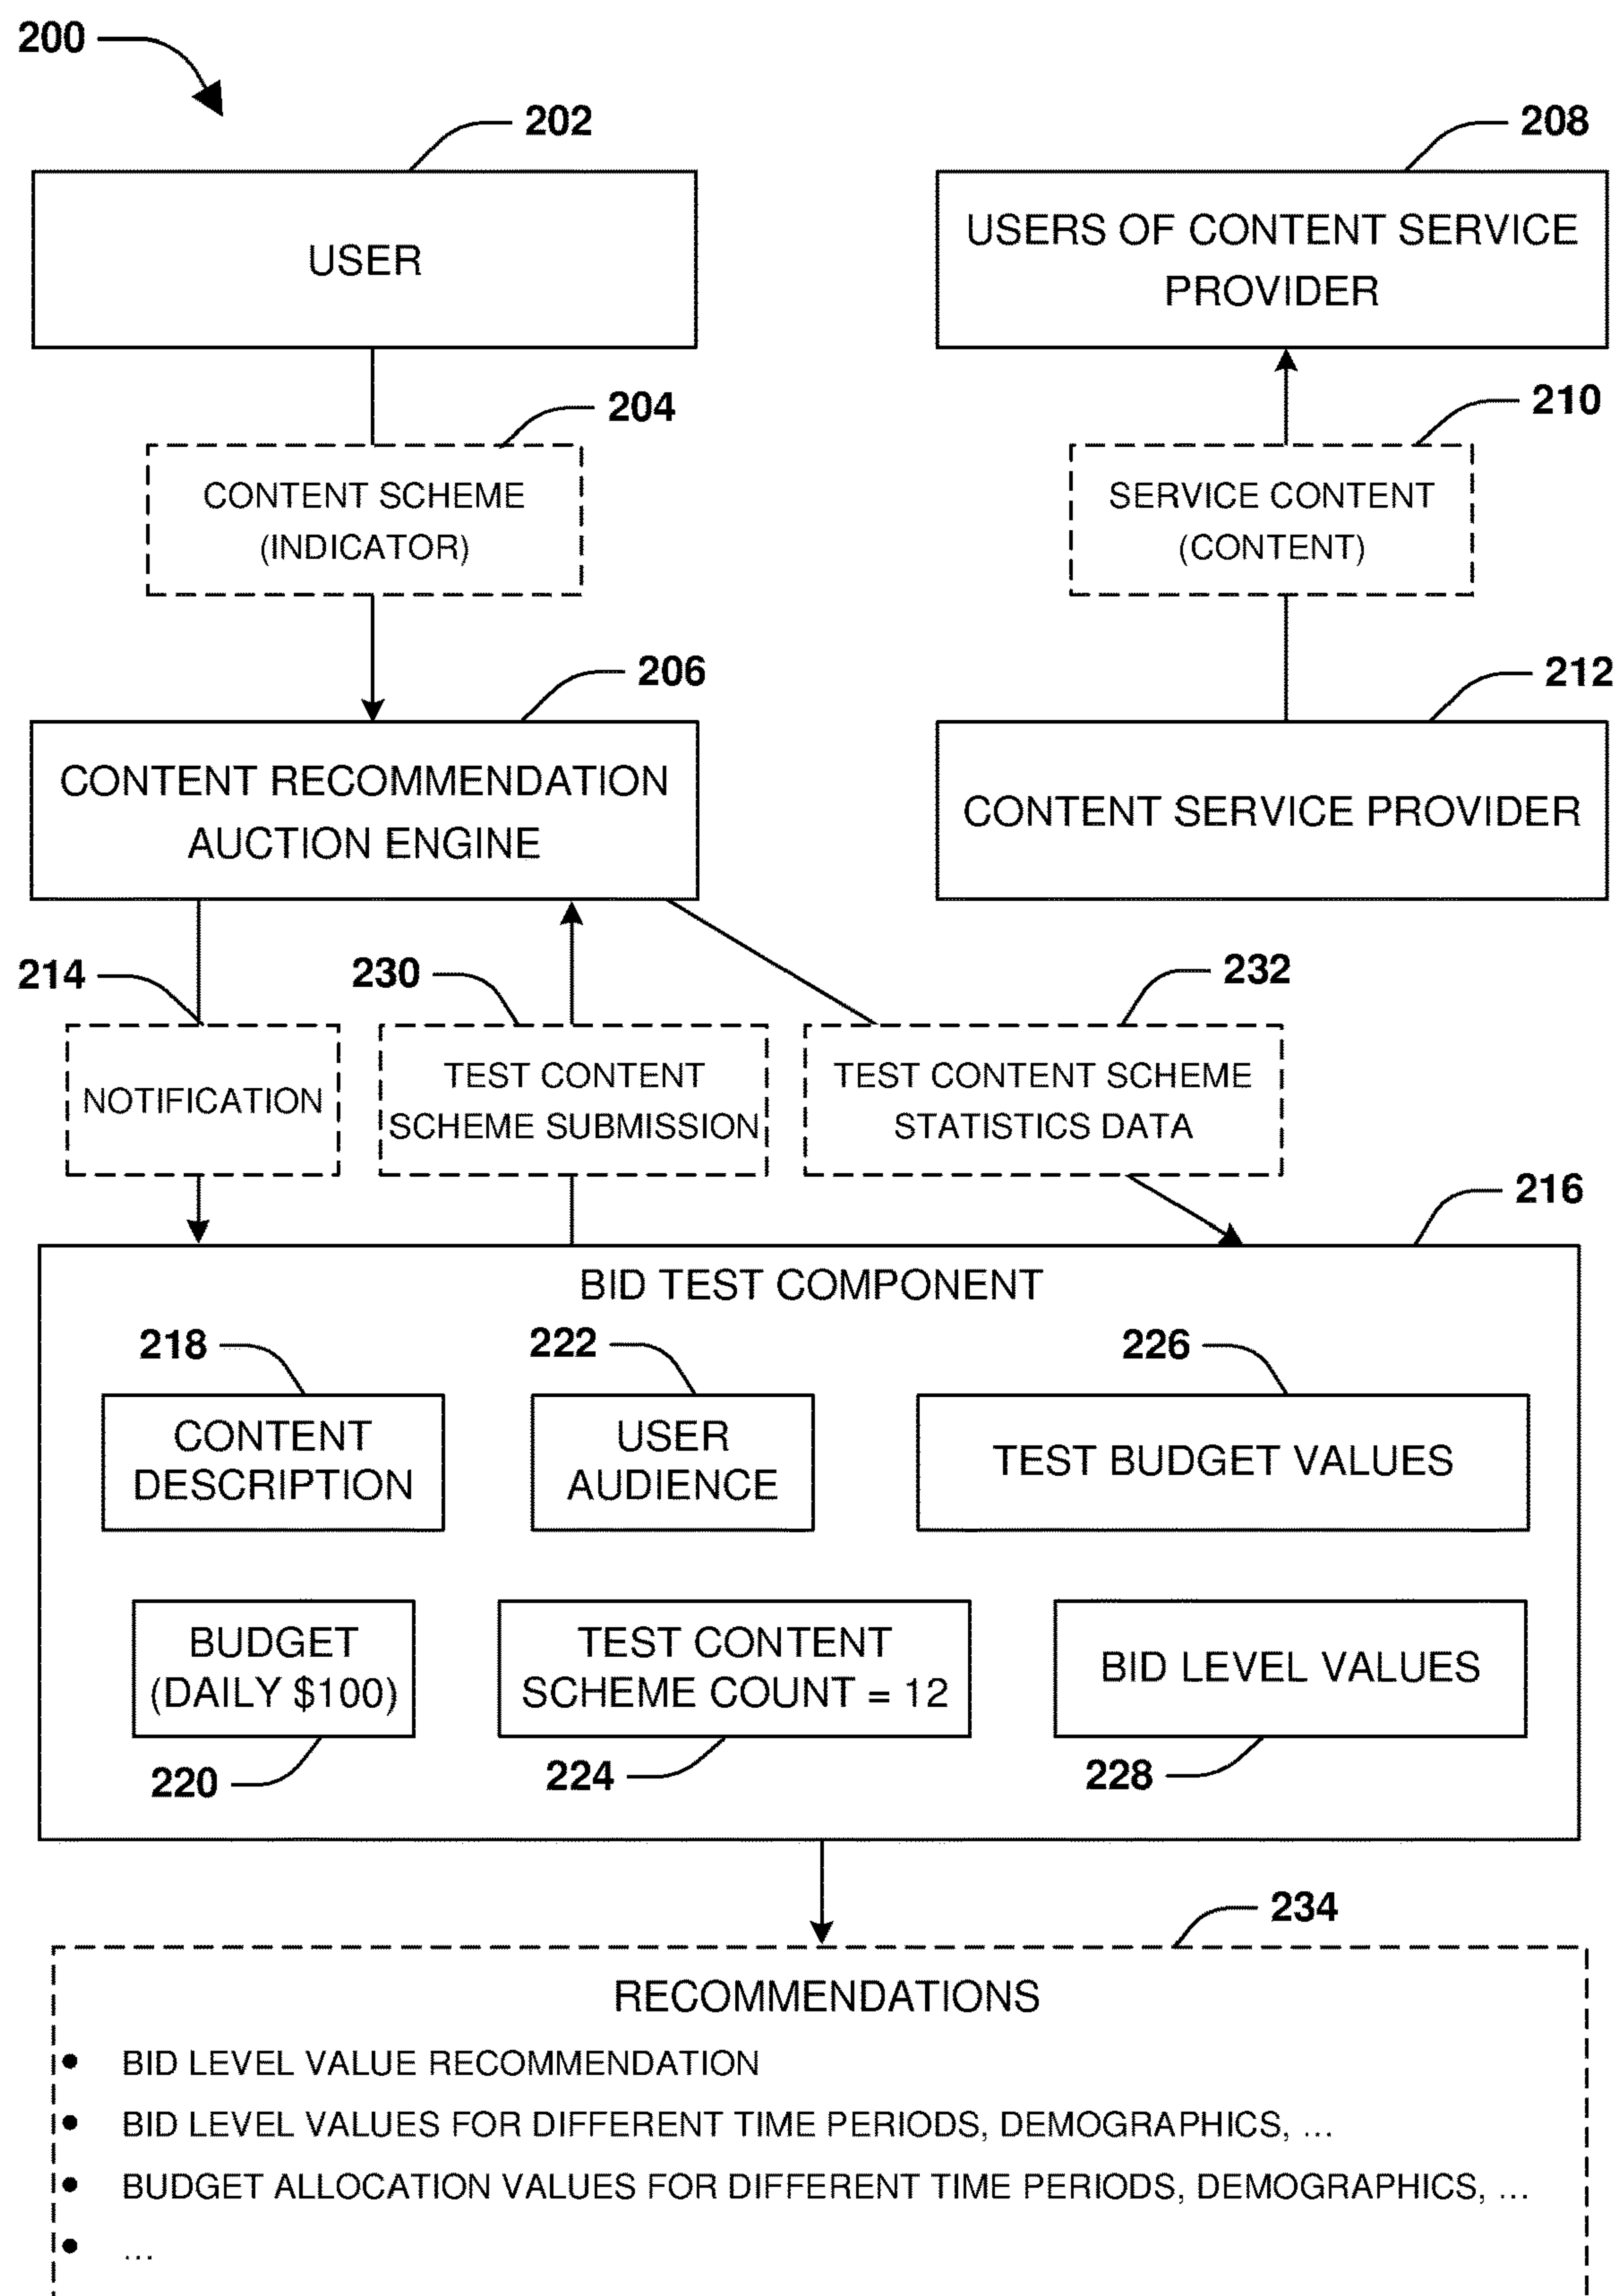 200
202
208
USER
USERS OF CONTENT SERVICE
PROVIDER
204
210
CONTENT SCHEME
(INDICATOR)
SERVICE CONTENT
(CONTENT)
206
212
CONTENT RECOMMENDATION
AUCTION ENGINE
CONTENT SERVICE PROVIDER
214
230
232
NOTIFICATION
TEST CONTENT
SCHEME SUBMISSION
TEST CONTENT SCHEME
STATISTICS DATA
216
BID TEST COMPONENT
218
222
226
CONTENT
DESCRIPTION
USER
AUDIENCE
TEST BUDGET VALUES
BUDGET
(DAILY $100)
TEST CONTENT
SCHEME COUNT = 12
BID LEVEL VALUES
220
224
228
234
RECOMMENDATIONS
• BID LEVEL VALUE RECOMMENDATION
• BID LEVEL VALUES FOR DIFFERENT TIME PERIODS, DEMOGRAPHICS, ...
• BUDGET ALLOCATION VALUES FOR DIFFERENT TIME PERIODS, DEMOGRAPHICS, ...
• ...